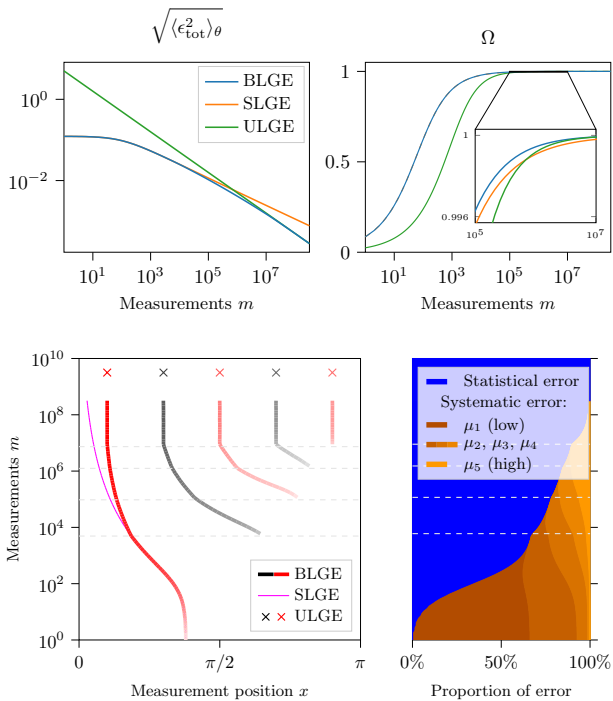 √⟨ϵ²_tot⟩_θ
Ω
BLGE
SLGE
ULGE
10⁰
10⁻²
10¹ 10³ 10⁵ 10⁷
Measurements m
1
0.5
0
1
0.996
10⁵ 10⁷
10¹ 10³ 10⁵ 10⁷
Measurements m
10¹⁰
10⁸
10⁶
10⁴
10²
10⁰
Measurements m
BLGE
SLGE
ULGE
0 π/2 π
Measurement position x
Statistical error
Systematic error:
μ₁ (low)
μ₂, μ₃, μ₄
μ₅ (high)
0% 50% 100%
Proportion of error